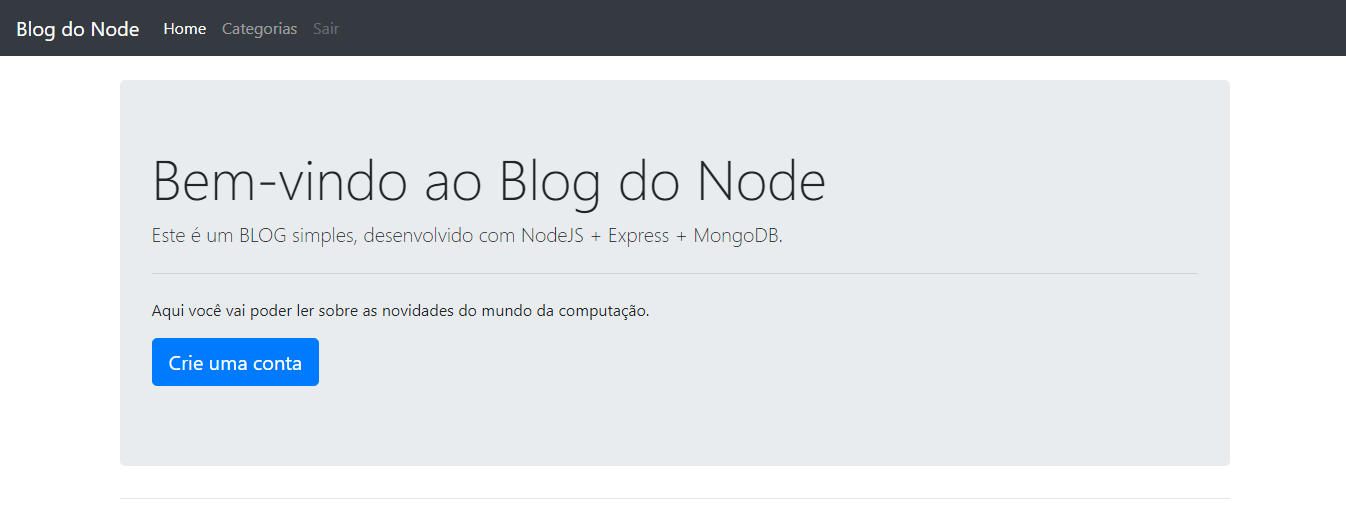 Blog do Node Home Categorias Sair
Bem-vindo ao Blog do Node
Este é um BLOG simples, desenvolvido com NodeJS + Express + MongoDB.
Aqui você vai poder ler sobre as novidades do mundo da computação.
Crie uma conta